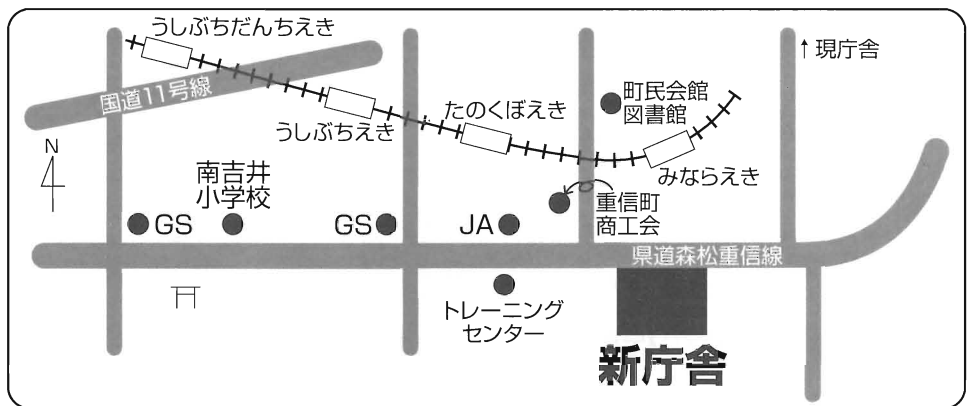 うしぶちだんちえき
↑現庁舎
国道11号線
町民会館
図書館
たのくぼえき
うしぶちえき
N
みならえき
南吉井
小学校
重信町
商工会
GS
GS
JA
県道森松重信線
トレーニング
センター
新庁舎